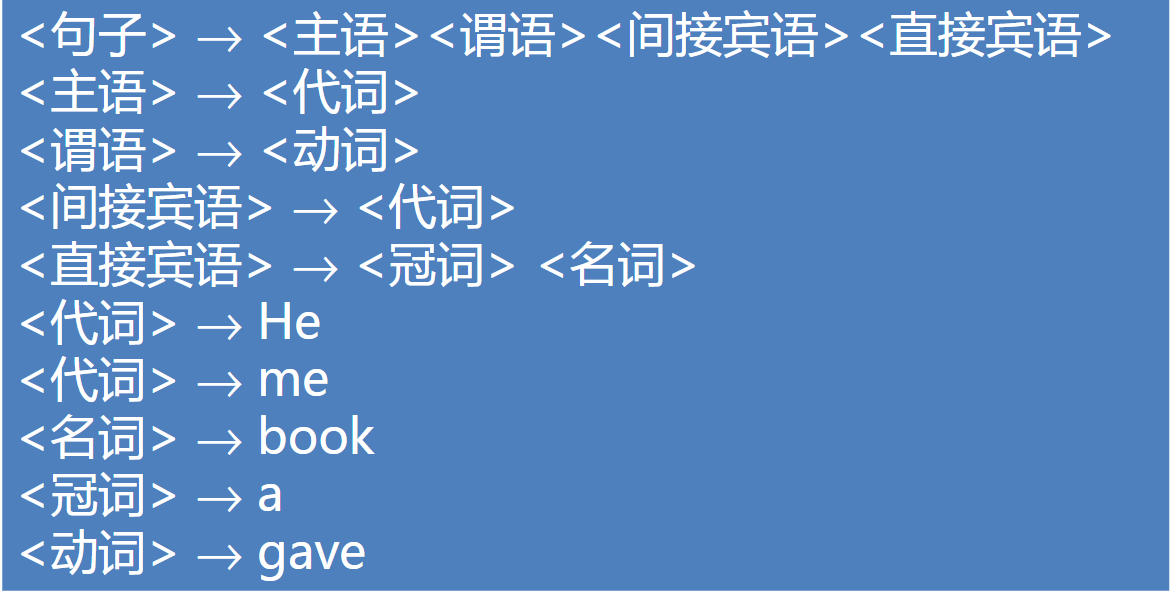 <句子> → <主语><谓语><间接宾语><直接宾语>
<主语> → <代词>
<谓语> → <动词>
<间接宾语> → <代词>
<直接宾语> → <冠词> <名词>
<代词> → He
<代词> → me
<名词> → book
<冠词> → a
<动词> → gave